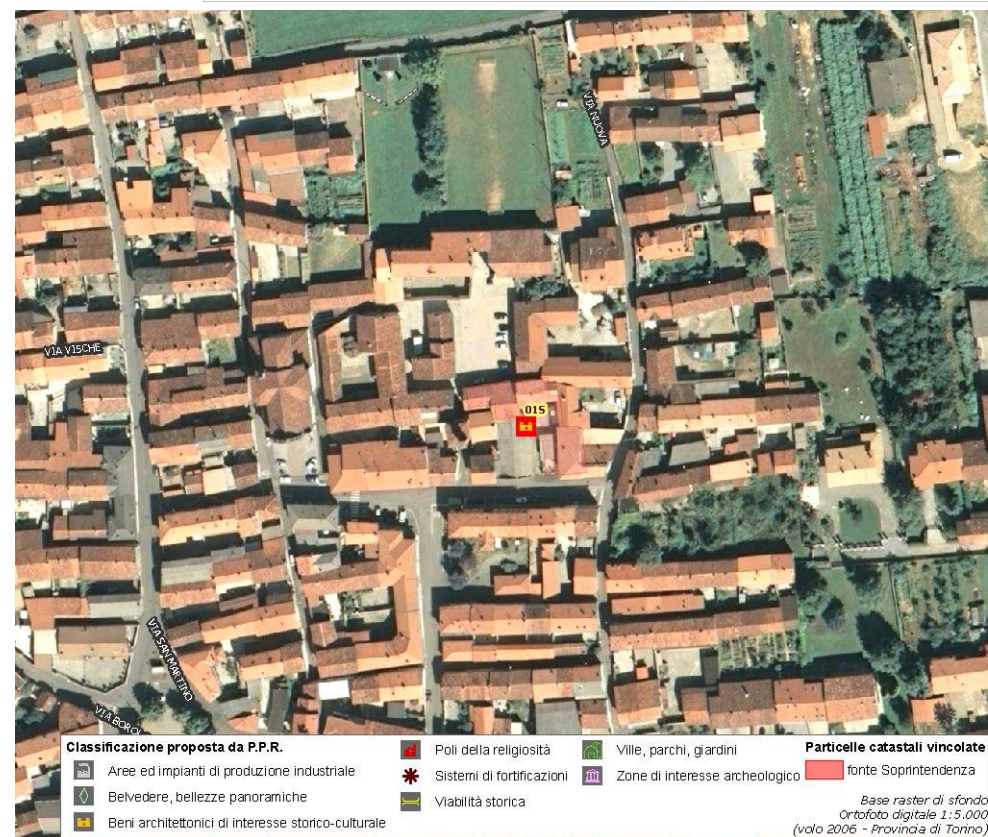 VIA NUOVA
VIA VISCHE
01S
VIA SAN MARTINO
Classificazione proposta da P.P.R.
Aree ed impianti di produzione industriale
Belvedere, bellezze panoramiche
Beni architettonici di interesse storico-culturale
Poli della religiosità
Sistemi di fortificazioni
Viabilità storica
Ville, parchi, giardini
Zone di interesse archeologico
Particelle catastali vincolate
fonte Soprintendenza
Base raster di sfondo
Ortofoto digitale 1:5.000
(volo 2006 - Provincia di Torino)